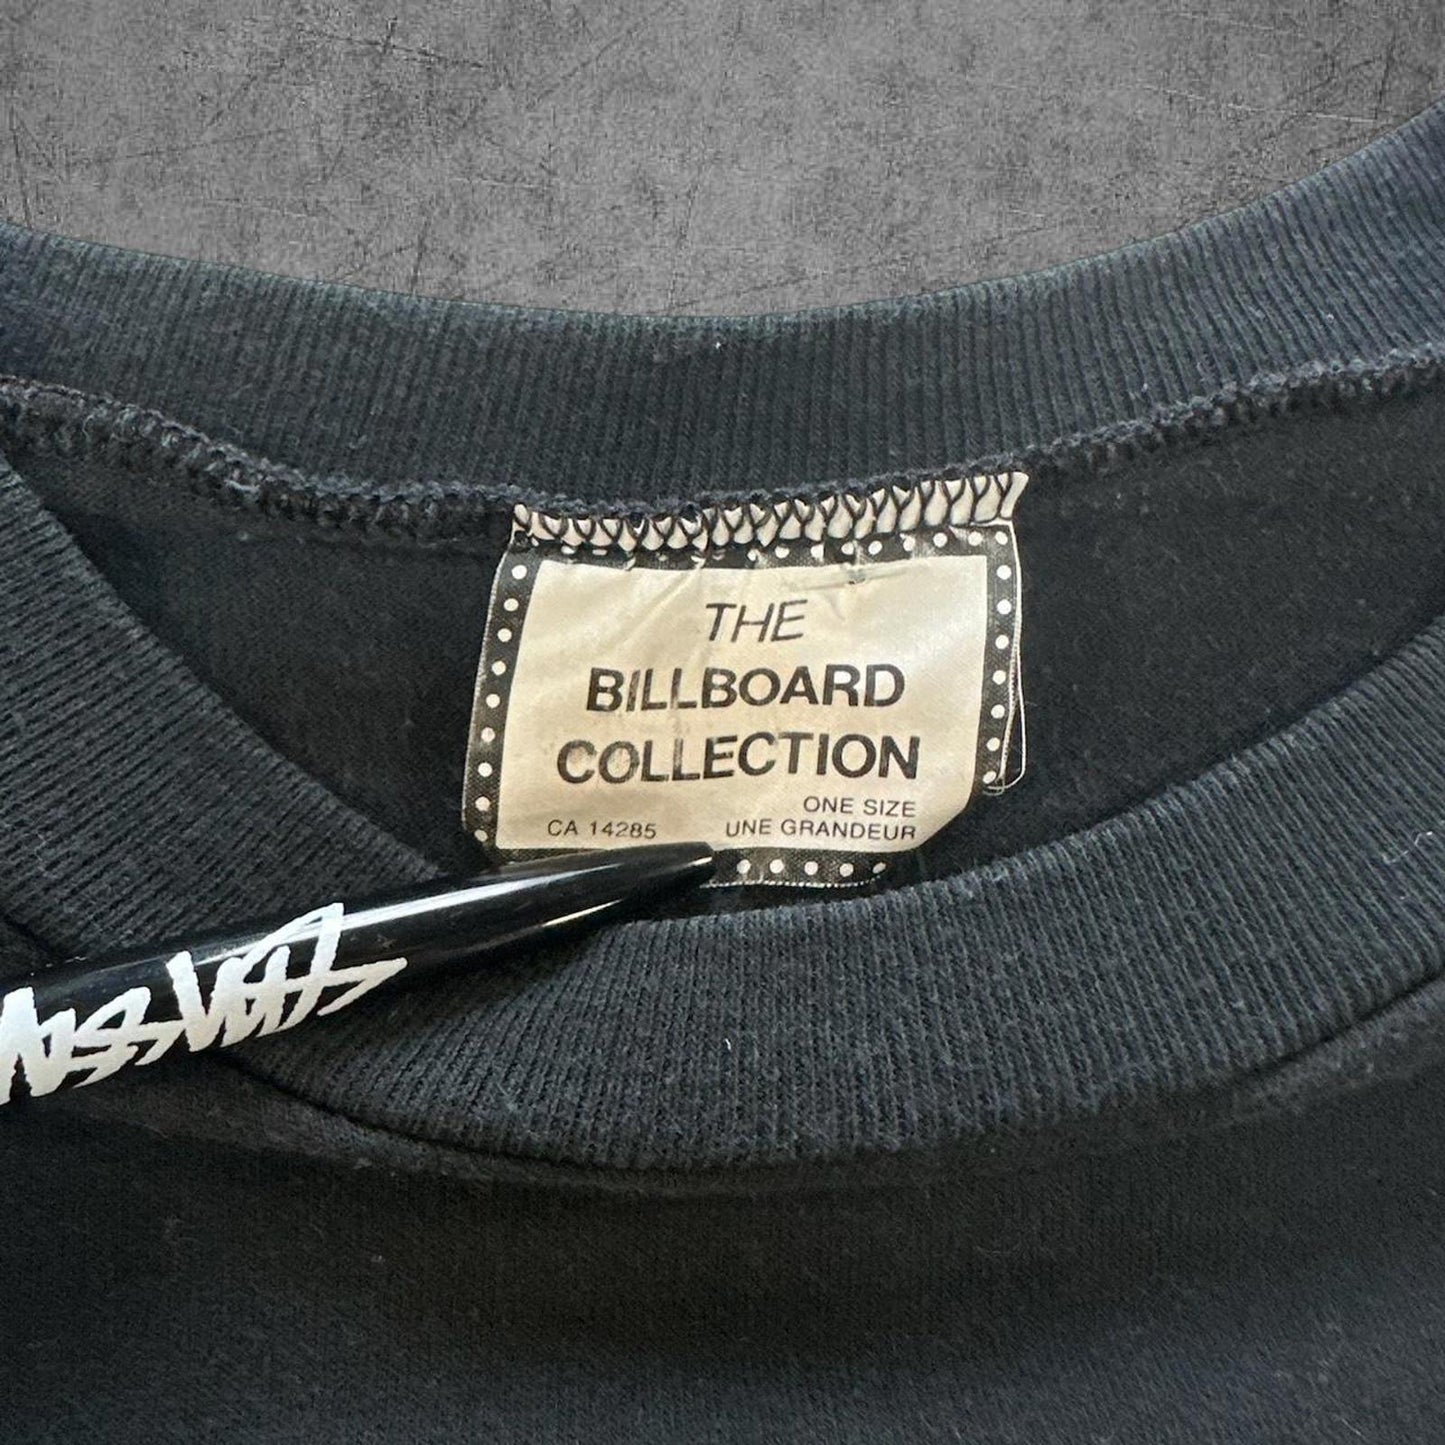 THE
BILLBOARD
COLLECTION
ONE SIZE
CA 14285 UNE GRANDEUR